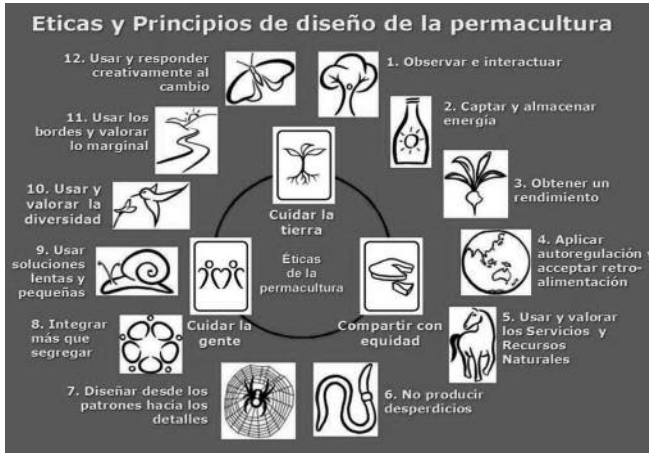 Eticas y Principios de diseño de la permacultura
1. Observar e interactuar
2. Captar y almacenar
energía
3. Obtener un
rendimiento
4. Aplicar
autoregulación y
acceptar retro-
alimentación
5. Usar y valorar
los Servicios y
Recursos
Naturales
6. No producir
desperdicios
7. Diseñar desde los
patrones hacia los
detalles
8. Integrar
más que
segregar
9. Usar
soluciones
lentas y
pequeñas
10. Usar y
valorar la
diversidad
11. Usar los
bordes y valorar
lo marginal
12. Usar y responder
creativamente al
cambio
Cuidar la
tierra
Éticas
de la
permacultura
Cuidar la
gente
Compartir con
equidad